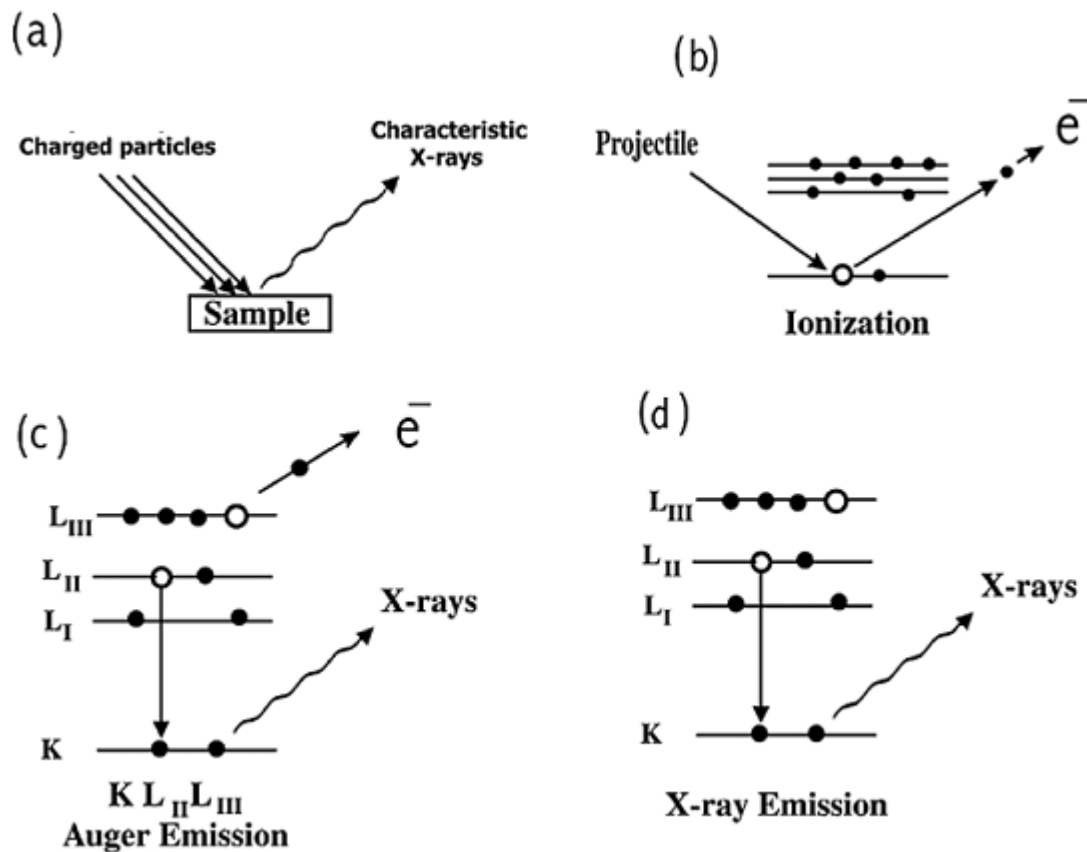 (a)
Charged particles
Characteristic
X-rays
Sample
(b)
Projectile
e⁻
Ionization
(c)
e⁻
L_III
L_II
L_I
X-rays
K
K L_II L_III
Auger Emission
(d)
L_III
L_II
L_I
X-rays
K
X-ray Emission